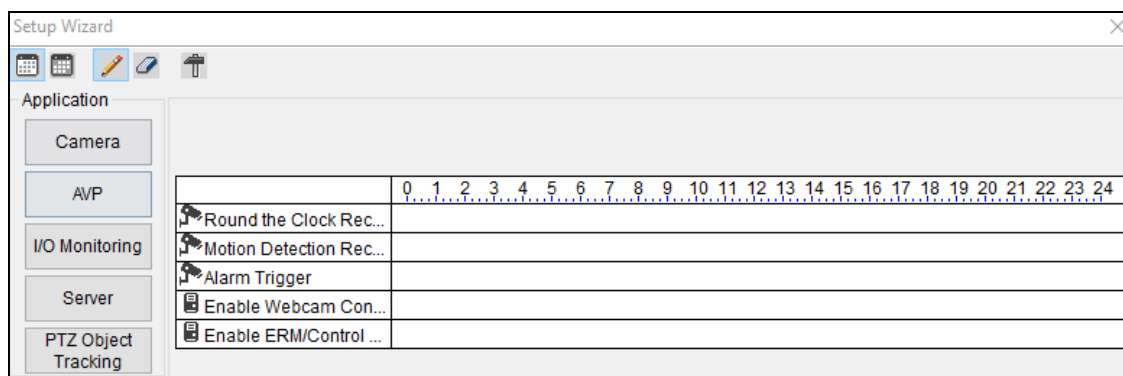 Setup Wizard
Application
Camera
AVP
I/O Monitoring
Server
PTZ Object
Tracking
0 1 2 3 4 5 6 7 8 9 10 11 12 13 14 15 16 17 18 19 20 21 22 23 24
Round the Clock Rec...
Motion Detection Rec...
Alarm Trigger
Enable Webcam Con...
Enable ERM/Control ...